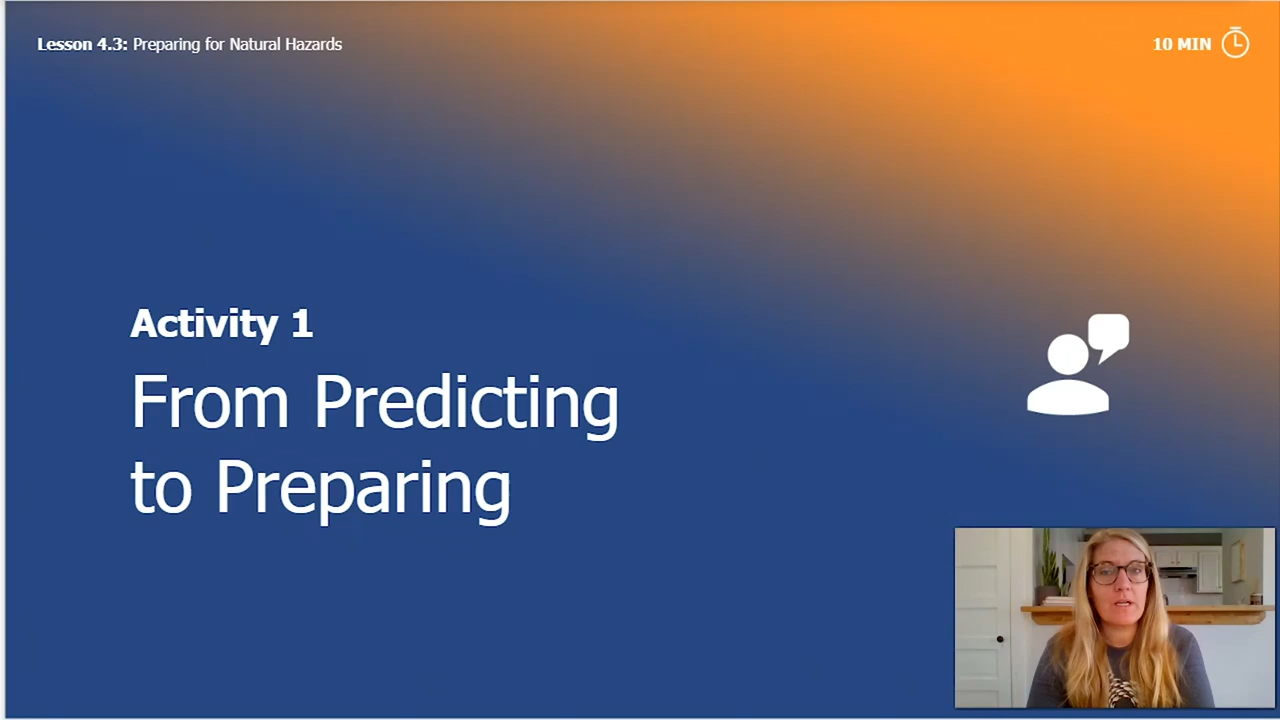 Lesson 4.3: Preparing for Natural Hazards
10 MIN
Activity 1
From Predicting
to Preparing